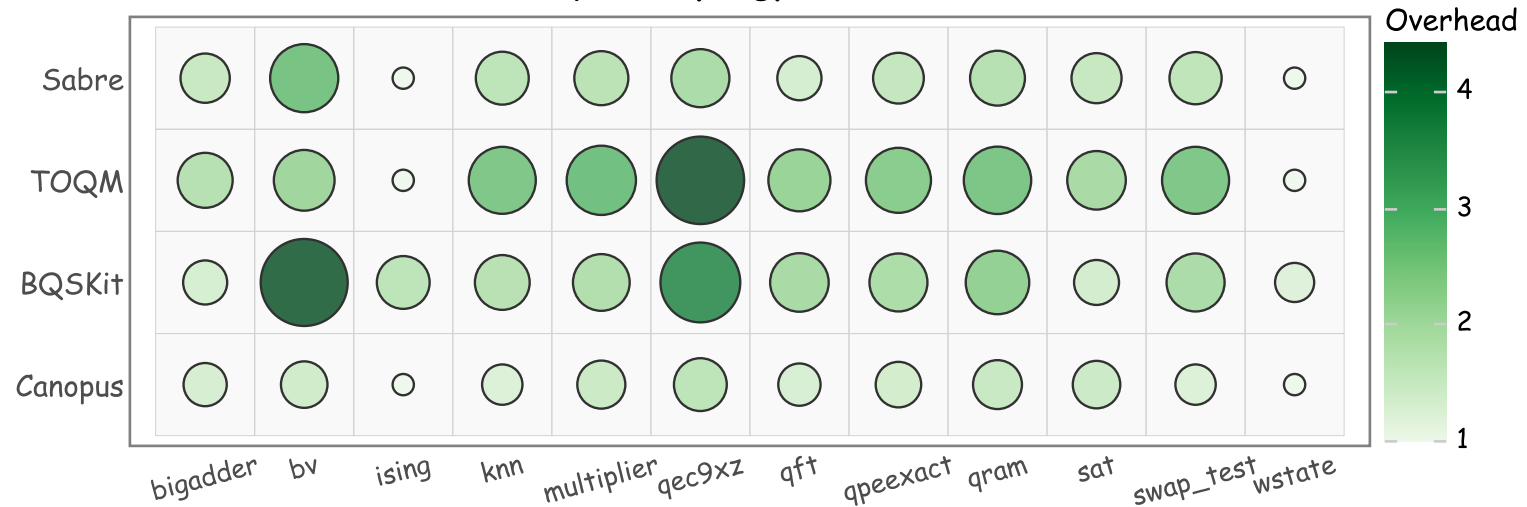 Overhead
Sabre
TOQM
BQSKit
Canopus
4
3
2
1
bigadder bv ising knn multiplier qec9xz qft qpeexact qram sat swap_test wstate